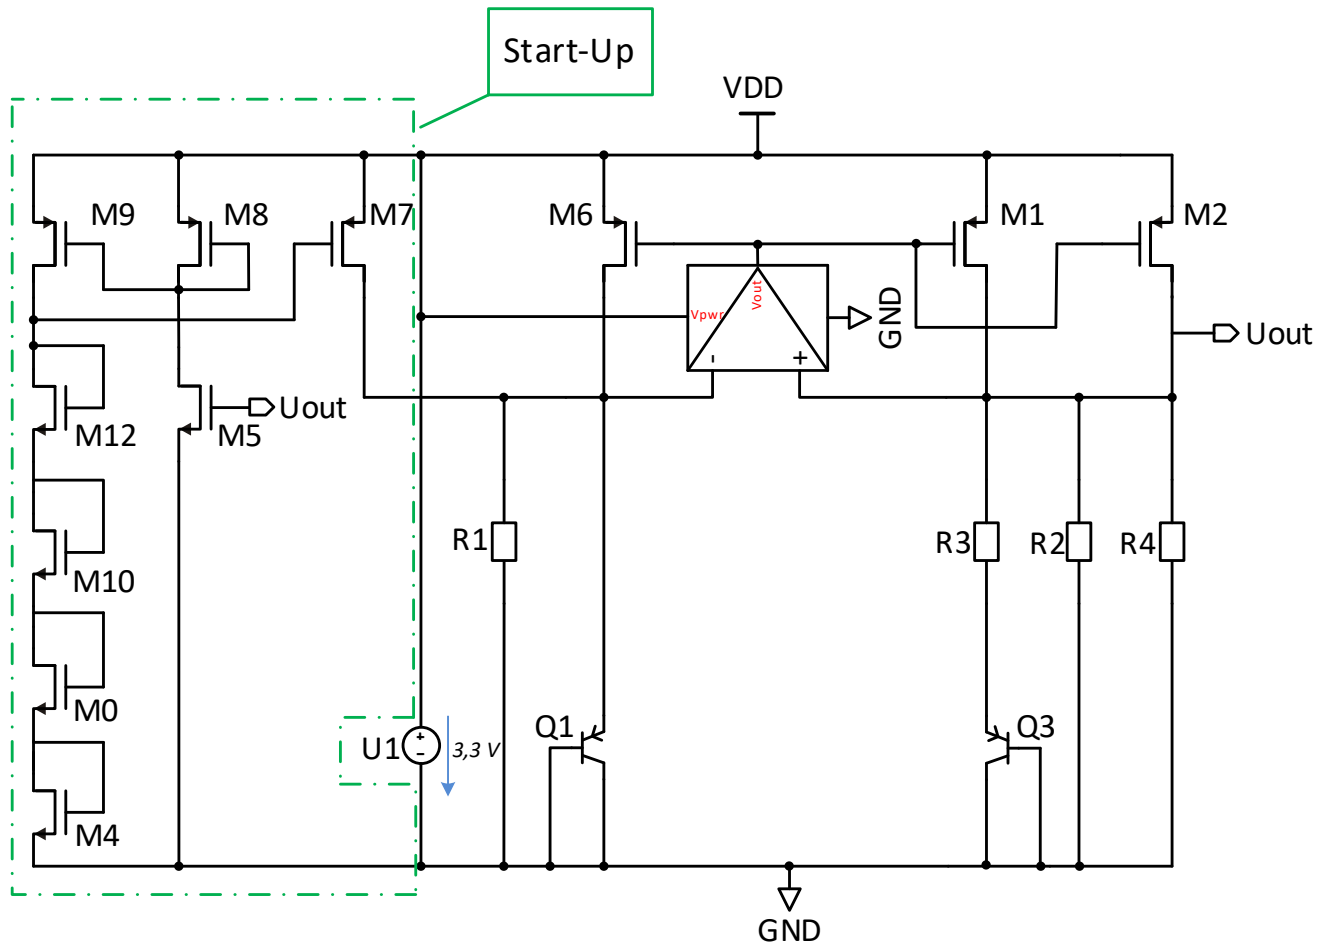 Start-Up
VDD
M9
M8
M7
M6
M1
M2
Vpwr
Vout
GND
-
+
Uout
M12
Uout
M5
M10
R1
R3
R2
R4
M0
Q1
Q3
U1
+
-
3,3 V
M4
GND